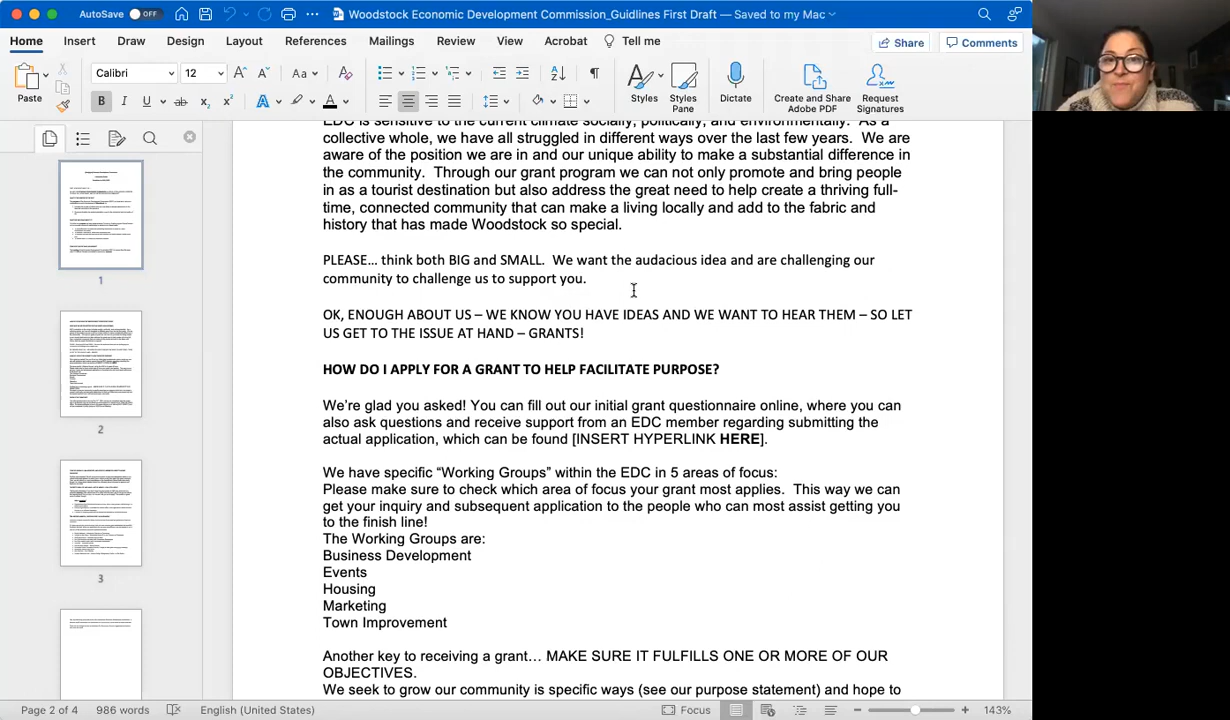 AutoSave OFF
Woodstock Economic Development Commission_Guidlines First Draft — Saved to my Mac
Home Insert Draw Design Layout References Mailings Review View Acrobat Tell me Share Comments
Paste Calibri 12 Styles Styles Pane Dictate Create and Share Adobe PDF Request Signatures
EDC is sensitive to the current climate socially, politically, and environmentally. As a
collective whole, we have all struggled in different ways over the last few years. We are
aware of the position we are in and our unique ability to make a substantial difference in
the community. Through our grant program we can not only promote and bring people
in as a tourist destination but also address the great need to help create a thriving full-
time, connected community that can make a living locally and add to the fabric and
history that has made Woodstock so special.
PLEASE… think both BIG and SMALL. We want the audacious idea and are challenging our
community to challenge us to support you.
OK, ENOUGH ABOUT US – WE KNOW YOU HAVE IDEAS AND WE WANT TO HEAR THEM – SO LET
US GET TO THE ISSUE AT HAND – GRANTS!
HOW DO I APPLY FOR A GRANT TO HELP FACILITATE PURPOSE?
We're glad you asked! You can fill out our initial grant questionnaire online, where you can
also ask questions and receive support from an EDC member regarding submitting the
actual application, which can be found [INSERT HYPERLINK HERE].
We have specific "Working Groups" within the EDC in 5 areas of focus:
Please make sure to check which area of focus your grant most applies. This way we can
get your inquiry and subsequent application to the people who can most assist getting you
to the finish line!
The Working Groups are:
Business Development
Events
Housing
Marketing
Town Improvement
Another key to receiving a grant… MAKE SURE IT FULFILLS ONE OR MORE OF OUR
OBJECTIVES.
We seek to grow our community is specific ways (see our purpose statement) and hope to
1
2
3
Page 2 of 4 986 words English (United States) Focus 143%